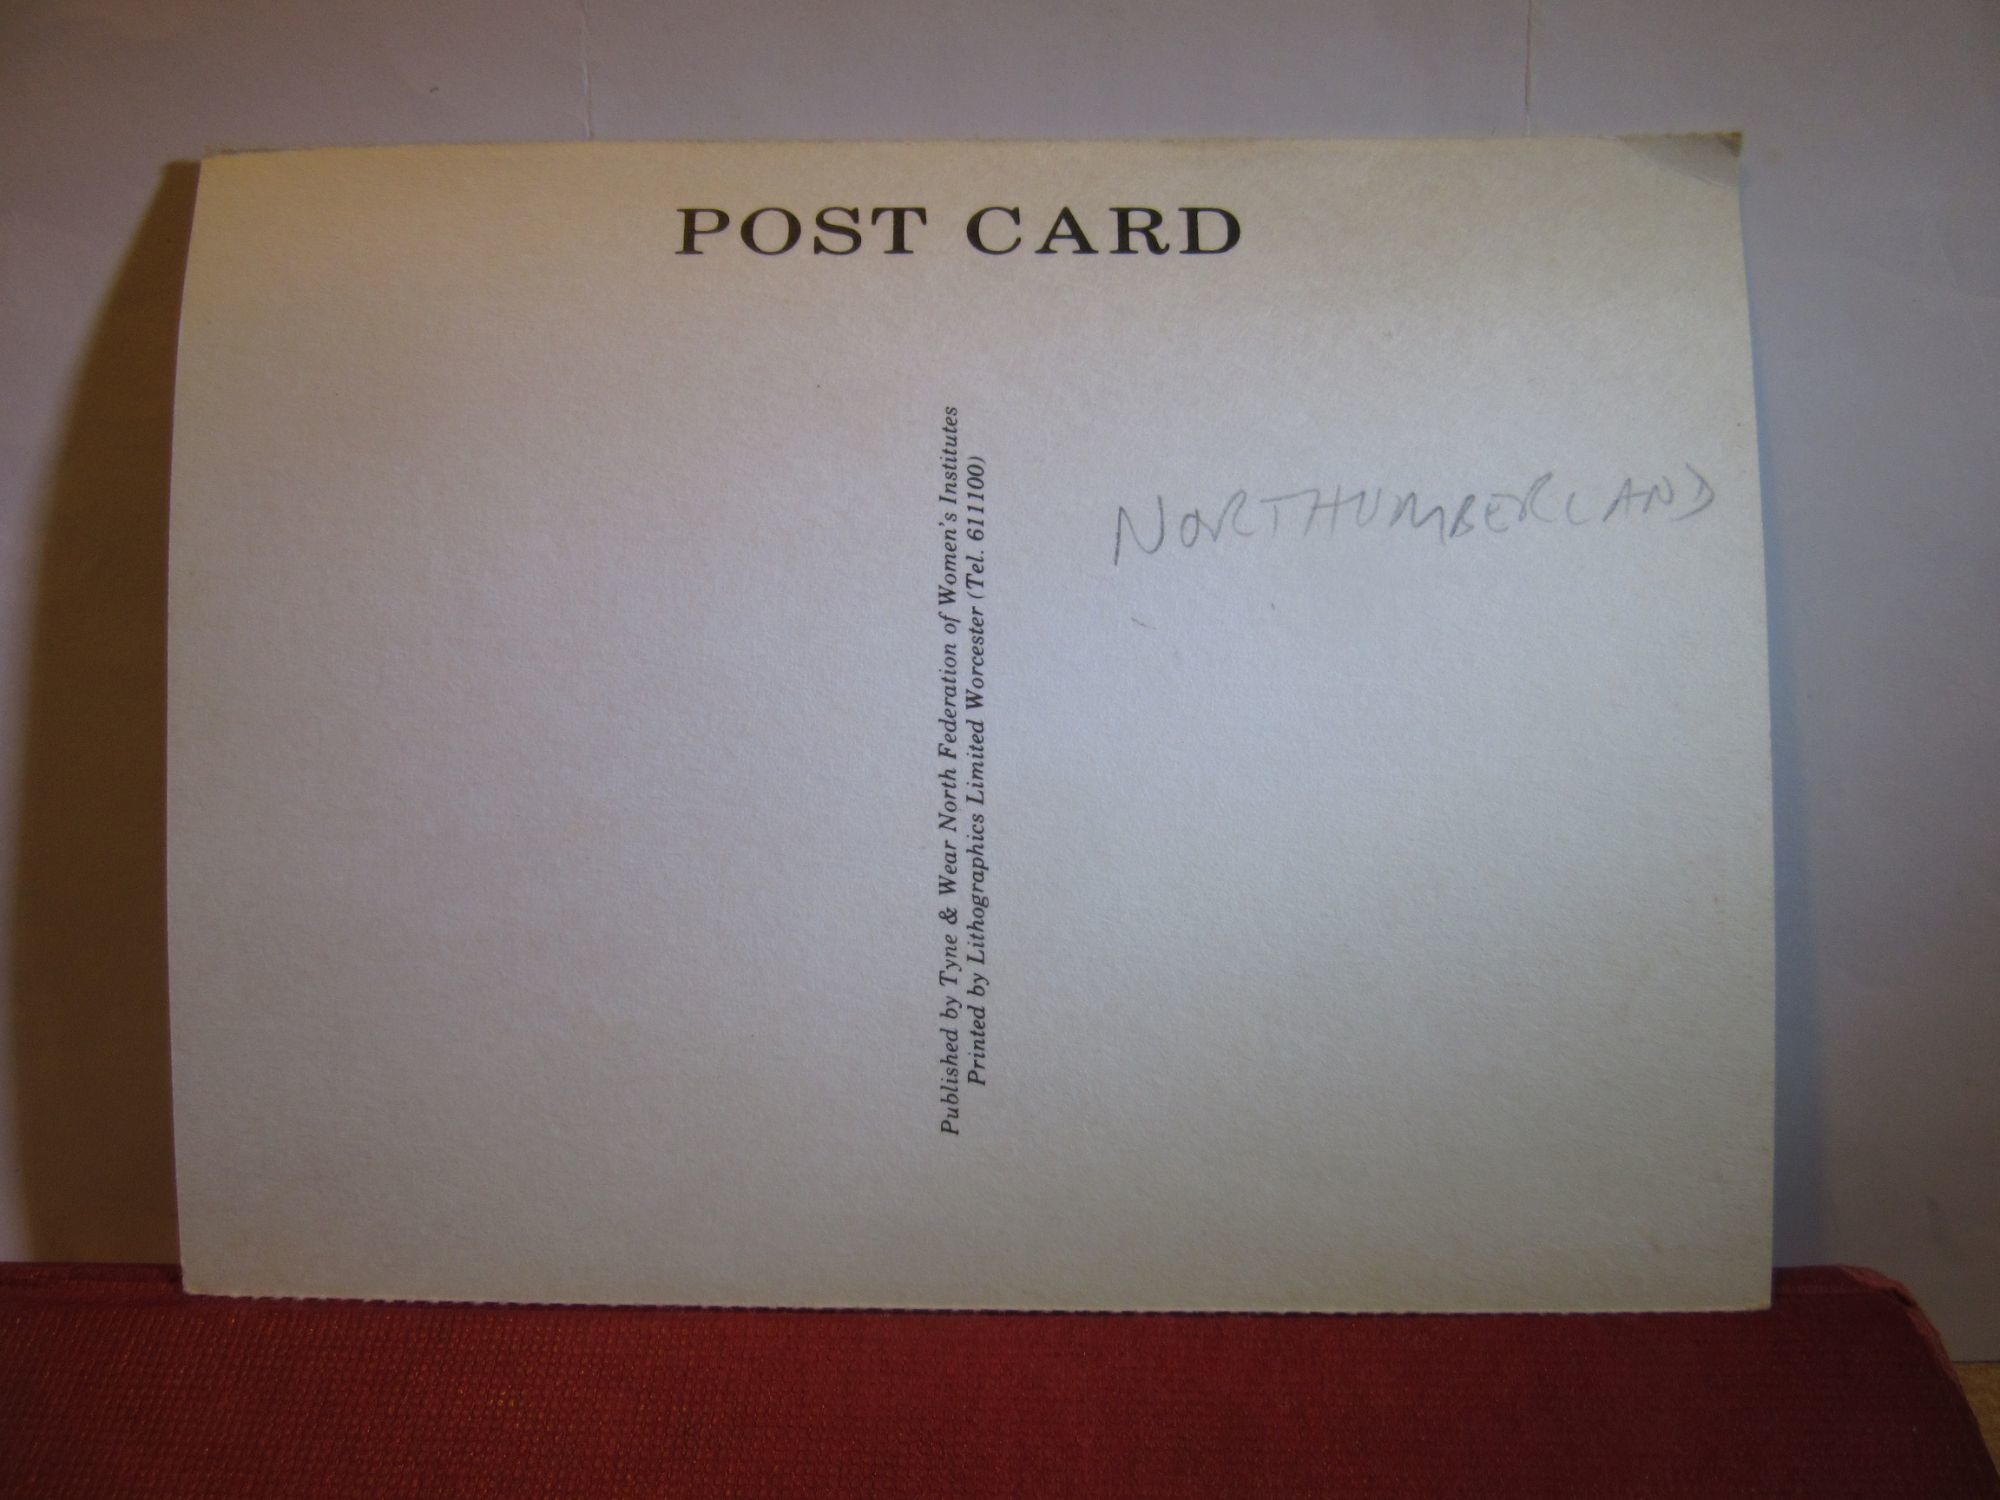 POST CARD
Published by Tyne & Wear North Federation of Women's Institutes
Printed by Lithographics Limited Worcester (Tel. 611100)
NORTHUMBERLAND